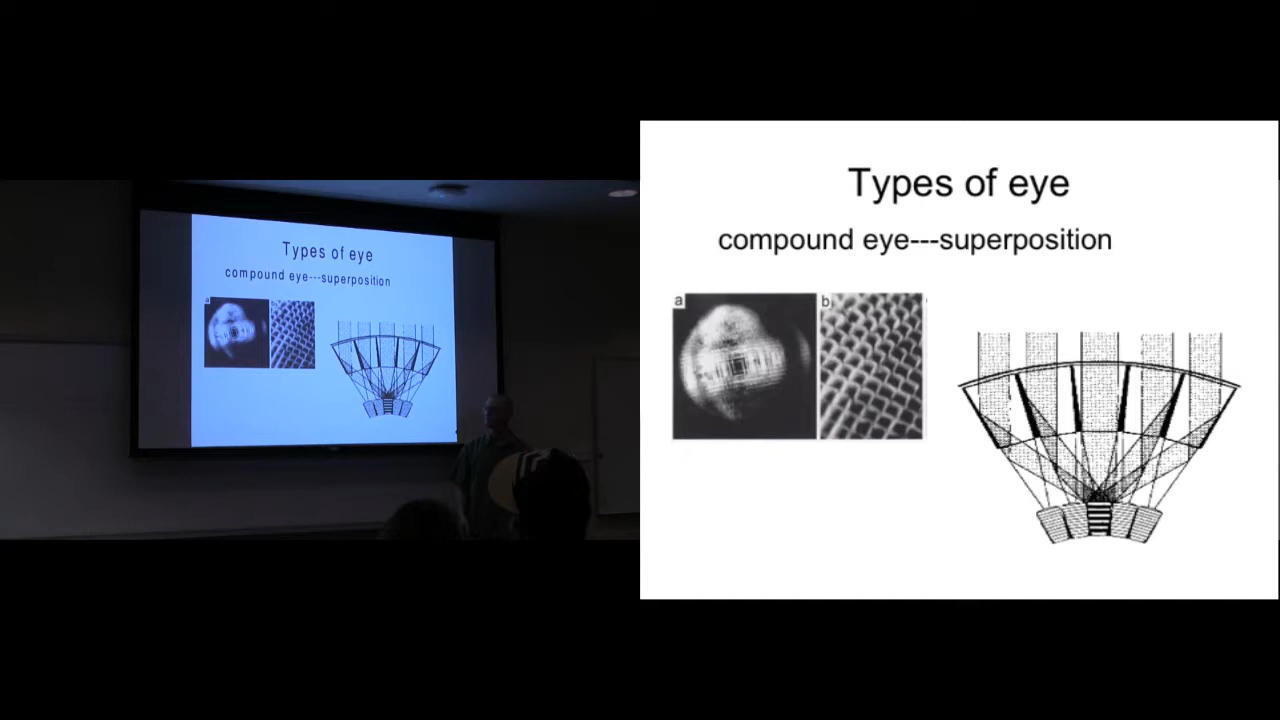 Types of eye
compound eye---superposition
a
Types of eye
compound eye---superposition
a b